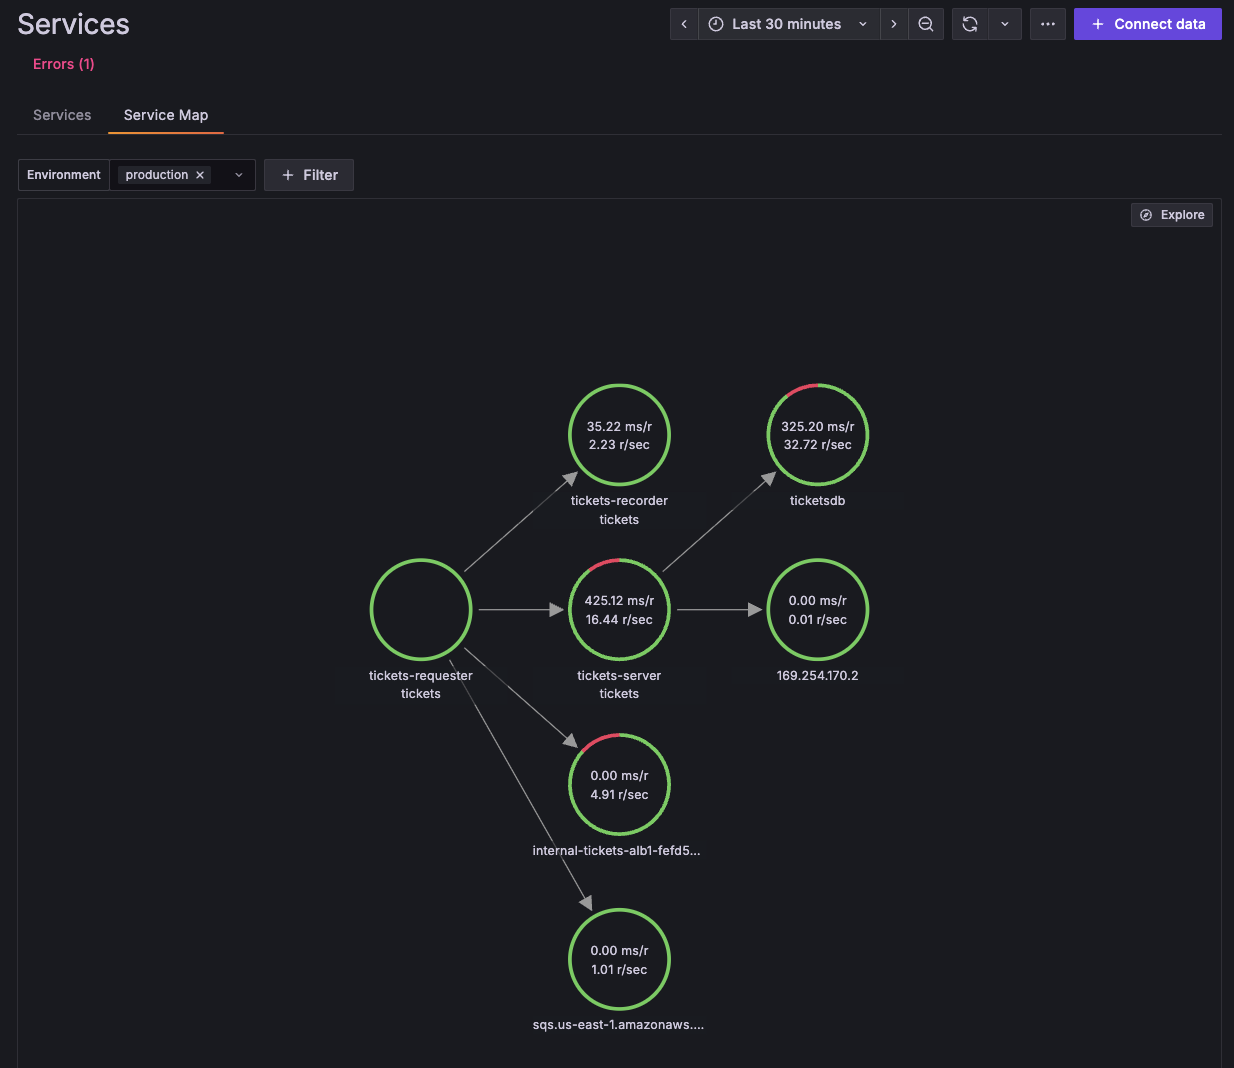 Services
Last 30 minutes
Connect data
Errors (1)
Services
Service Map
Environment
production
Filter
Explore
35.22 ms/r
2.23 r/sec
tickets-recorder
tickets
325.20 ms/r
32.72 r/sec
ticketsdb
tickets-requester
tickets
425.12 ms/r
16.44 r/sec
tickets-server
tickets
0.00 ms/r
0.01 r/sec
169.254.170.2
0.00 ms/r
4.91 r/sec
internal-tickets-alb1-fefd5...
0.00 ms/r
1.01 r/sec
sqs.us-east-1.amazonaws....